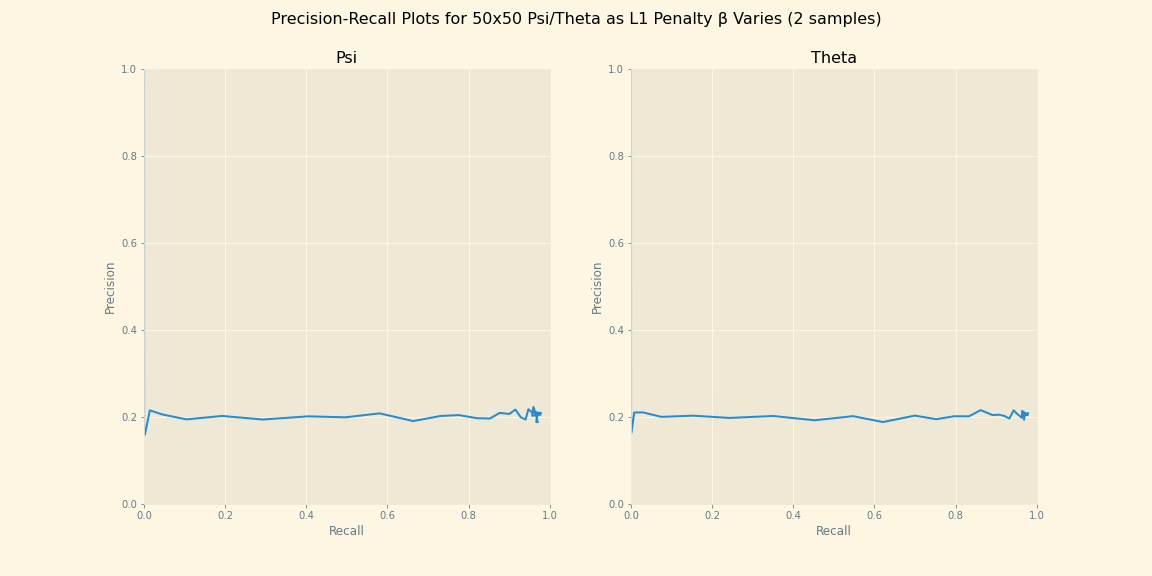 Precision-Recall Plots for 50x50 Psi/Theta as L1 Penalty β Varies (2 samples)
Psi
1.0
0.8
0.6
0.4
0.2
0.0
Precision
0.0 0.2 0.4 0.6 0.8 1.0
Recall
Theta
1.0
0.8
0.6
0.4
0.2
0.0
Precision
0.0 0.2 0.4 0.6 0.8 1.0
Recall